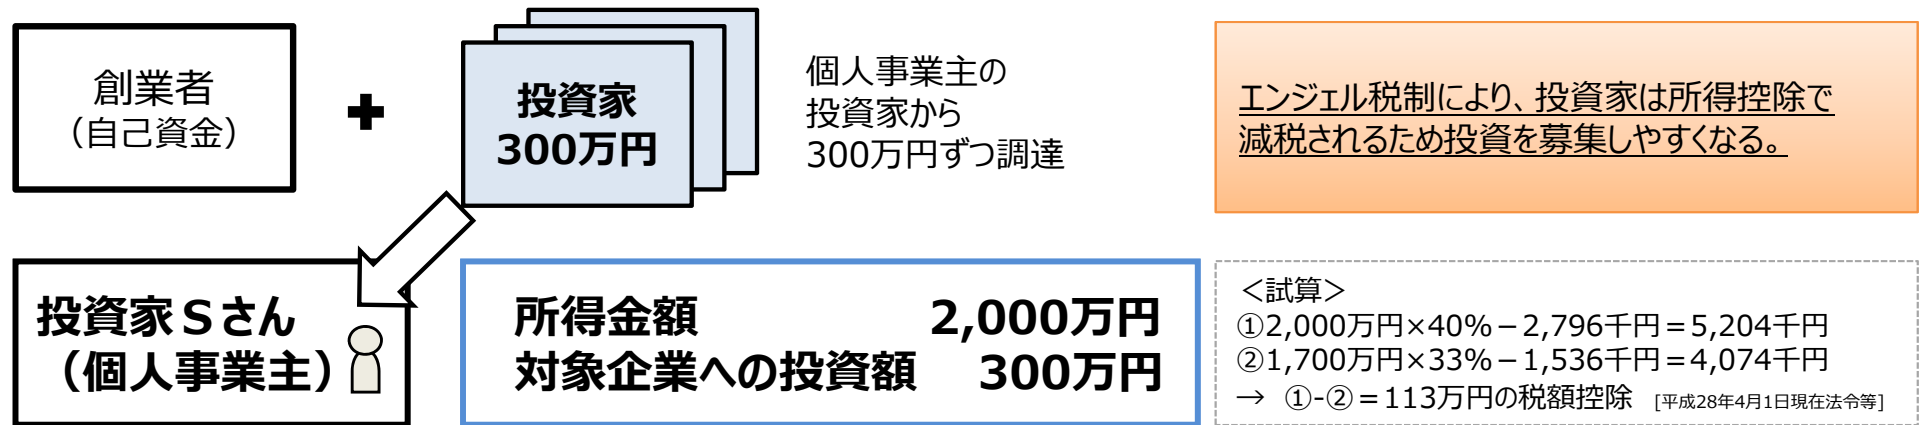 創業者
（自己資金）
投資家
300万円
個人事業主の
投資家から
300万円ずつ調達
エンジェル税制により、投資家は所得控除で
減税されるため投資を募集しやすくなる。
投資家Ｓさん
（個人事業主）
所得金額 2,000万円
対象企業への投資額 300万円
＜試算＞
①2,000万円×40%－2,796千円＝5,204千円
②1,700万円×33%－1,536千円＝4,074千円
→ ①-②＝113万円の税額控除 [平成28年4月1日現在法令等]